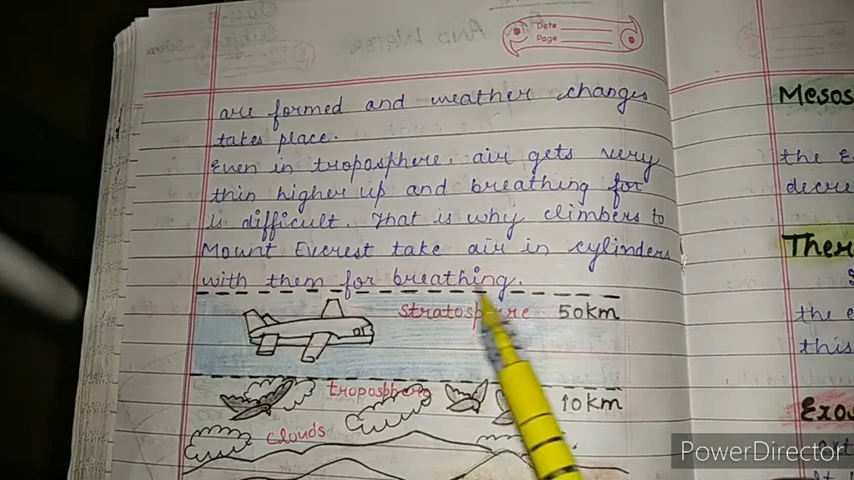 Date
Page
are formed and weather changes
takes place.
Even in troposphere, air gets very
thin higher up and breathing for
is difficult. That is why climbers to
Mount Everest take air in cylinders
with them for breathing.
stratosphere 50km
troposphere
10km
clouds
Mesos
the
decre
Ther
the e
this
Exo
PowerDirector